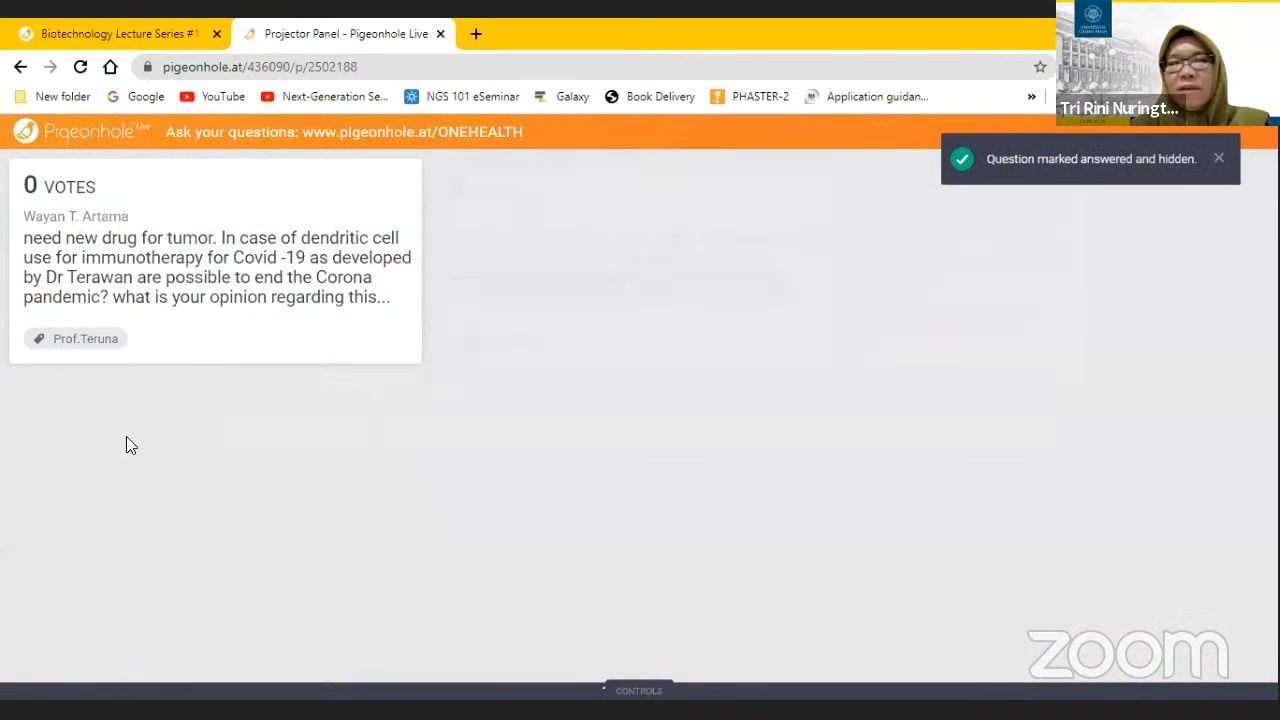 Biotechnology Lecture Series #1
Projector Panel - Pigeonhole Live
pigeonhole.at/436090/p/2502188
New folder Google YouTube Next-Generation Se... NGS 101 eSeminar Galaxy Book Delivery PHASTER-2 Application guidan... »
Pigeonhole Live Ask your questions: www.pigeonhole.at/ONEHEALTH
UNIVERSITAS GADJAH MADA
Tri Rini Nuringt...
Question marked answered and hidden.
0 VOTES
Wayan T. Artama
need new drug for tumor. In case of dendritic cell
use for immunotherapy for Covid -19 as developed
by Dr Terawan are possible to end the Corona
pandemic? what is your opinion regarding this...
Prof.Teruna
zoom
CONTROLS